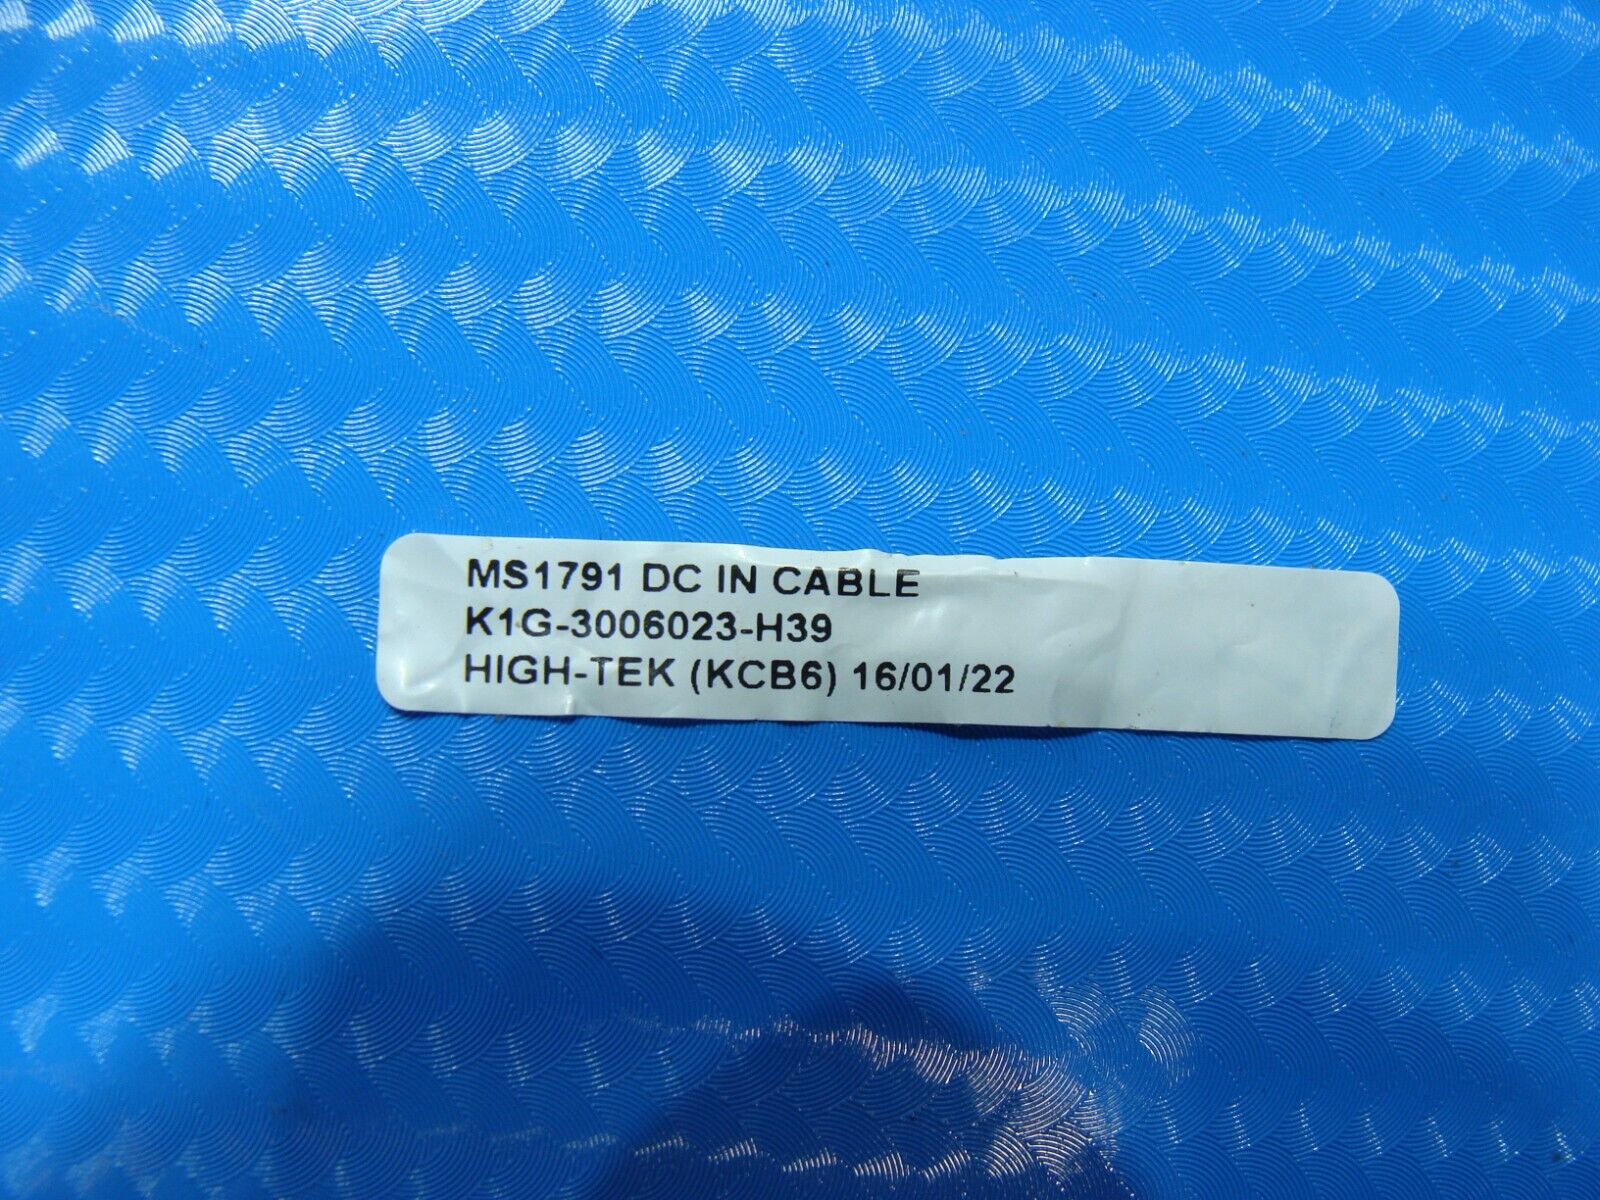 MS1791 DC IN CABLE
K1G-3006023-H39
HIGH-TEK (KCB6) 16/01/22